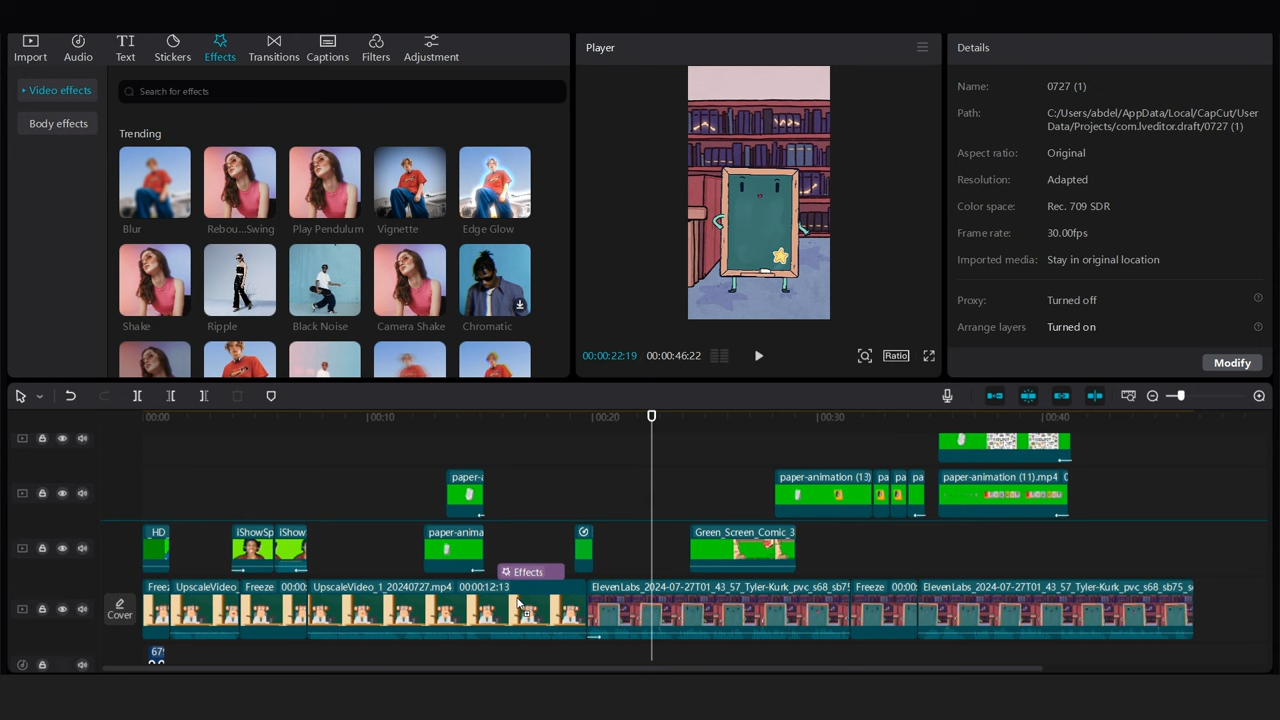 Import Audio Text Stickers Effects Transitions Captions Filters Adjustment
Video effects
Body effects
Search for effects
Trending
Blur Rebou...Swing Play Pendulum Vignette Edge Glow
Shake Ripple Black Noise Camera Shake Chromatic
Player
00:00:22:19 00:00:46:22 Ratio
Details
Name: 0727 (1)
Path: C:/Users/abdel/AppData/Local/CapCut/User
Data/Projects/com.lveditor.draft/0727 (1)
Aspect ratio: Original
Resolution: Adapted
Color space: Rec. 709 SDR
Frame rate: 30.00fps
Imported media: Stay in original location
Proxy: Turned off
Arrange layers Turned on
Modify
00:00 00:10 00:20 00:30 00:40
paper-a paper-animation (13) pa pa pa paper-animation (11).mp4 0
_HD iShowSp iShow paper-anima Green_Screen_Comic_3
Effects
Cover
Freez UpscaleVideo_ Freeze 00:00: UpscaleVideo_1_20240727.mp4 00:00:12:13 ElevenLabs_2024-07-27T01_43_57_Tyler-Kurk_pvc_s68_sb75 Freeze 00:00: ElevenLabs_2024-07-27T01_43_57_Tyler-Kurk_pvc_s68_sb75_s
67